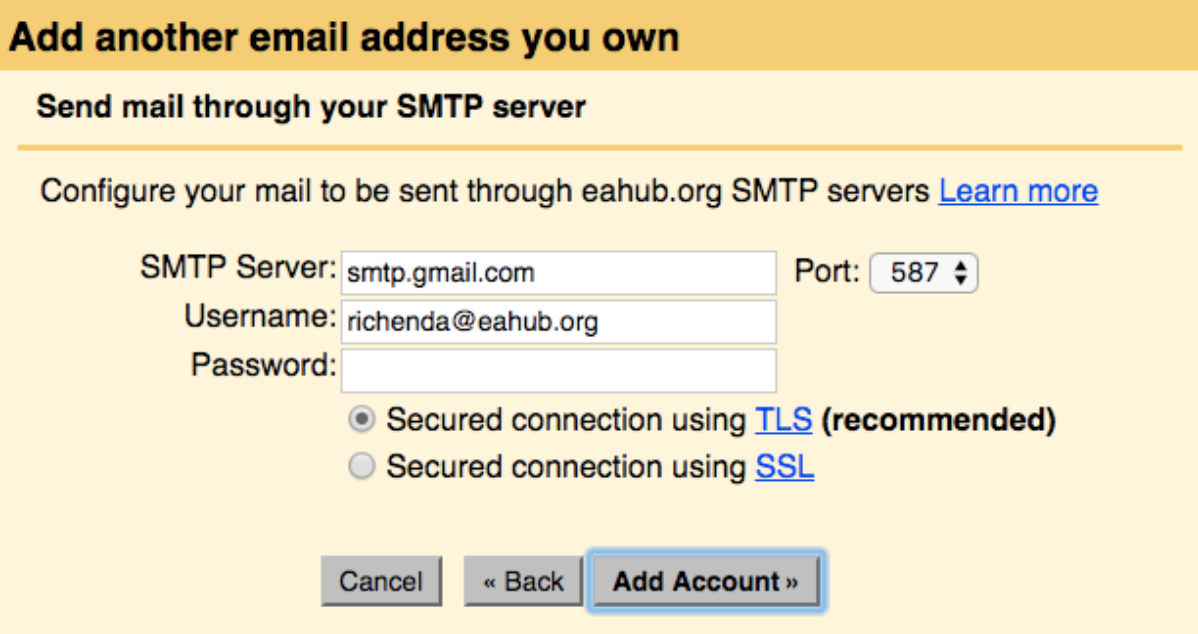 Add another email address you own
Send mail through your SMTP server
Configure your mail to be sent through eahub.org SMTP servers Learn more
SMTP Server: smtp.gmail.com Port: 587
Username: richenda@eahub.org
Password:
Secured connection using TLS (recommended)
Secured connection using SSL
Cancel « Back Add Account »